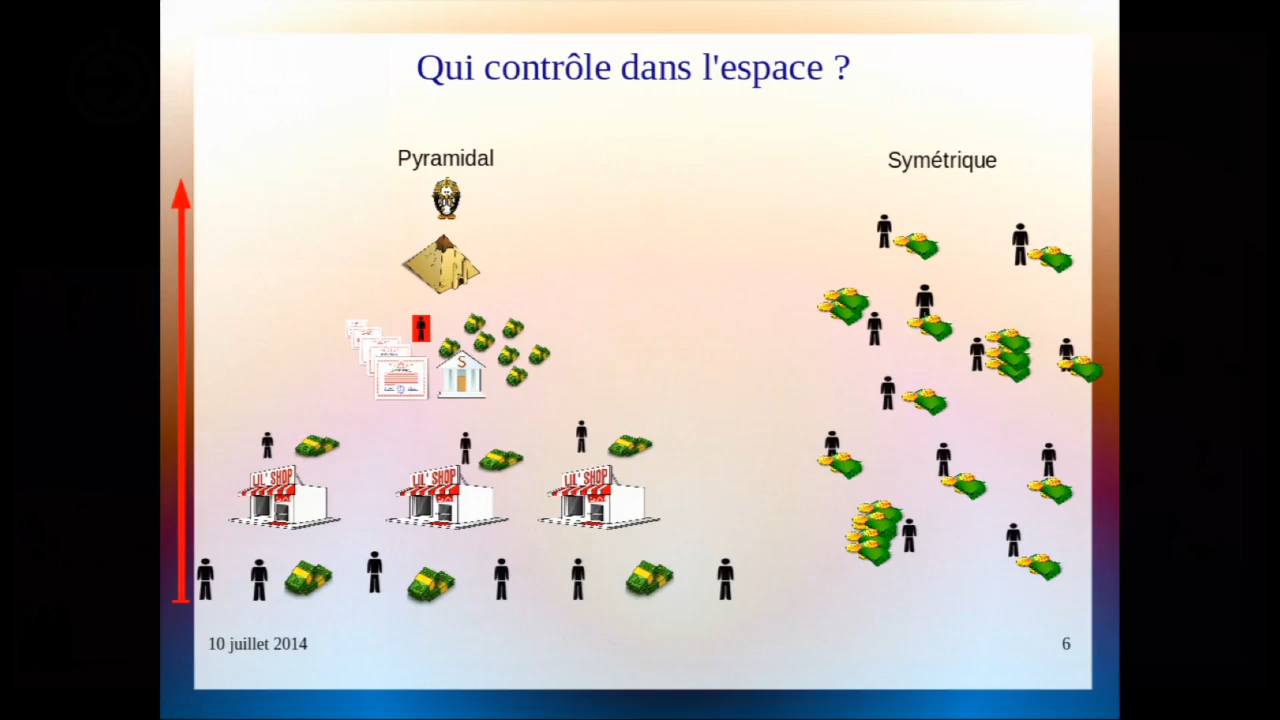 Qui contrôle dans l'espace ?
Pyramidal
Symétrique
S
LIL' SHOP
LIL' SHOP
LIL' SHOP
10 juillet 2014
6